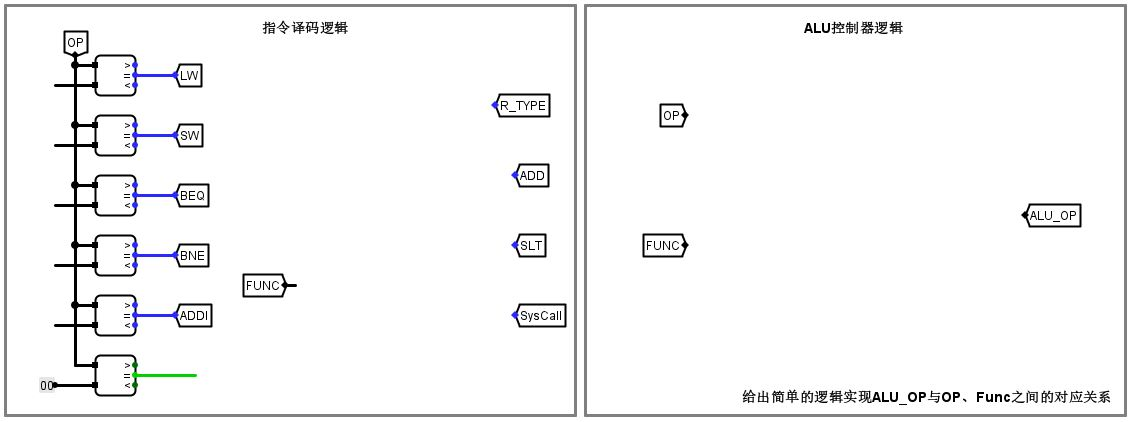 指令译码逻辑
OP
> = <
LW
> = <
SW
> = <
BEQ
> = <
BNE
> = <
ADDI
00
> = <
FUNC
R_TYPE
ADD
SLT
SysCall
ALU控制器逻辑
OP
FUNC
ALU_OP
给出简单的逻辑实现ALU_OP与OP、Func之间的对应关系